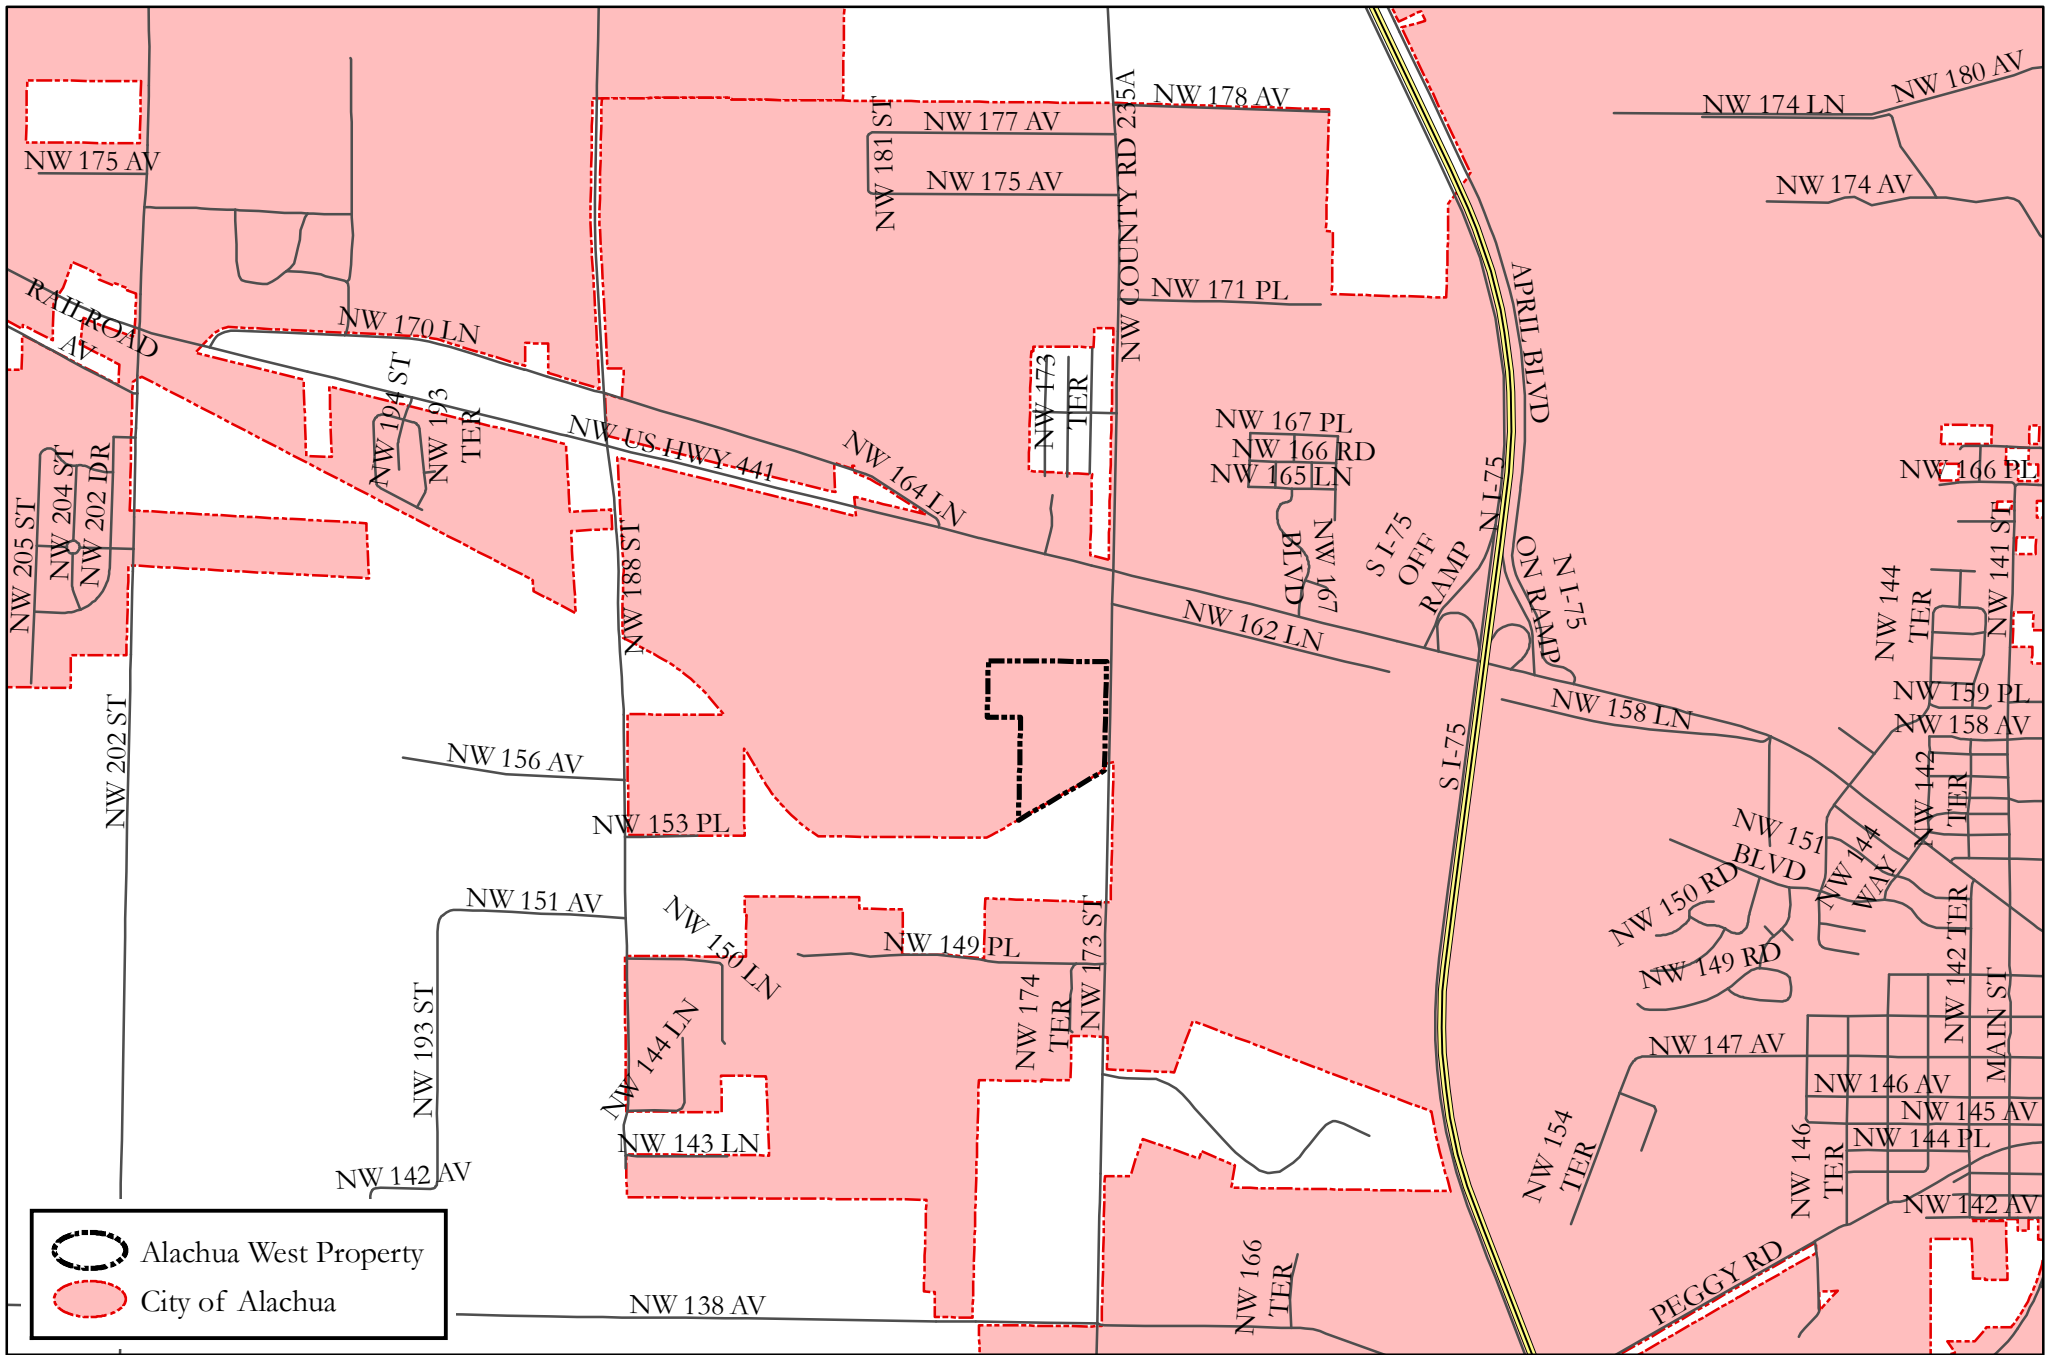 NW 180 AV
NW 178 AV
NW 174 LN
NW 177 AV
NW 181 ST
NW COUNTY RD 235A
NW 175 AV
NW 175 AV
NW 174 AV
NW 171 PL
RAILROAD
AV
NW 170 LN
APRIL BLVD
NW 194 ST
NW 193
TER
NW 173
TER
NW US HWY 441
NW 164 LN
NW 167 PL
NW 166 RD
NW 165 LN
NW 166 PL
N I-75
NW 205 ST
NW 204 ST
NW 202 DR
NW 188 ST
NW 167
BLVD
S I-75
OFF
RAMP
N I-75
ON RAMP
NW 141 ST
NW 144
TER
NW 162 LN
NW 159 PL
NW 158 LN
NW 158 AV
NW 202 ST
NW 156 AV
S I-75
NW 142
TER
NW 153 PL
NW 151
BLVD
NW 144
WAY
NW 150 RD
NW 151 AV
NW 150 LN
NW 149 PL
NW 173 ST
NW 149 RD
NW 142 TER
MAIN ST
NW 193 ST
NW 144 LN
NW 174
TER
NW 147 AV
NW 146 AV
NW 145 AV
NW 144 PL
NW 143 LN
NW 154
TER
NW 146
TER
NW 142 AV
NW 142 AV
NW 166
TER
PEGGY RD
NW 138 AV
Alachua West Property
City of Alachua